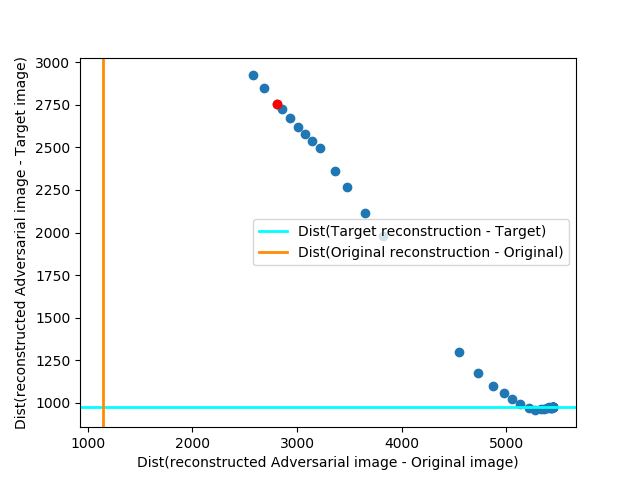 3000
2750
2500
2250
2000
1750
1500
1250
1000
Dist(reconstructed Adversarial image - Target image)
Dist(Target reconstruction - Target)
Dist(Original reconstruction - Original)
1000 2000 3000 4000 5000
Dist(reconstructed Adversarial image - Original image)